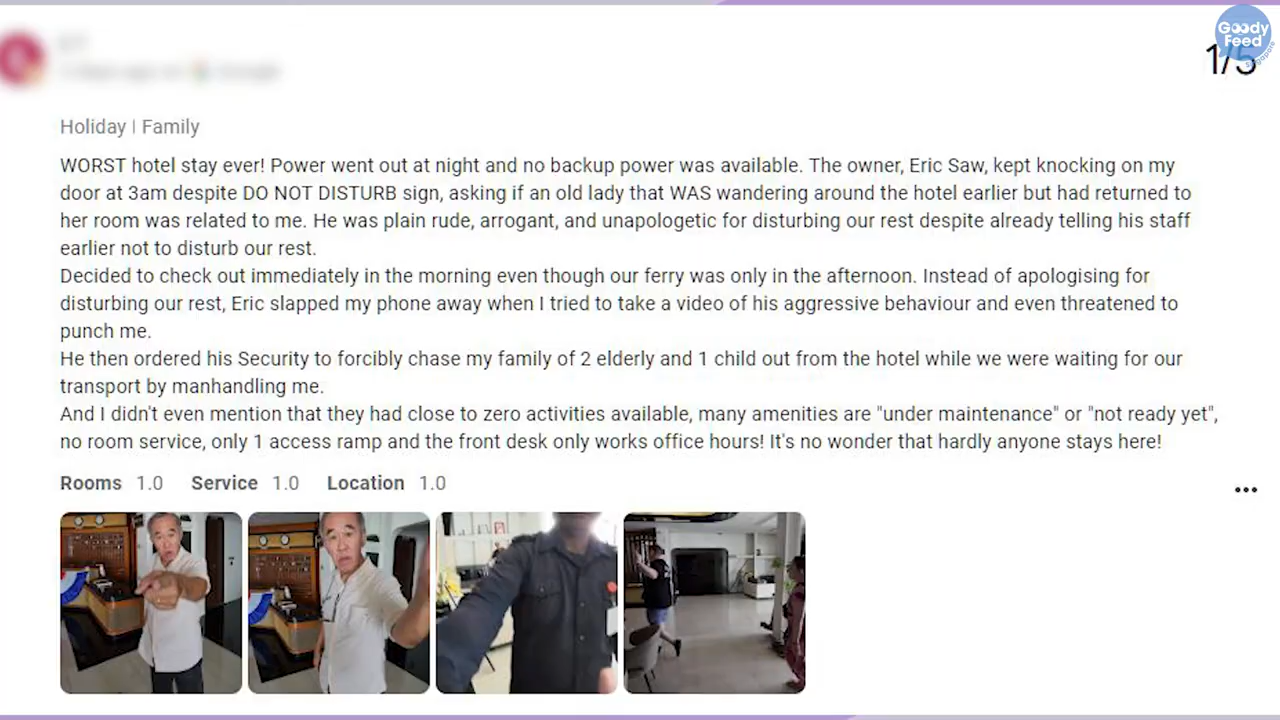 Goody
Feed
Singapore
1/5
Holiday | Family
WORST hotel stay ever! Power went out at night and no backup power was available. The owner, Eric Saw, kept knocking on my
door at 3am despite DO NOT DISTURB sign, asking if an old lady that WAS wandering around the hotel earlier but had returned to
her room was related to me. He was plain rude, arrogant, and unapologetic for disturbing our rest despite already telling his staff
earlier not to disturb our rest.
Decided to check out immediately in the morning even though our ferry was only in the afternoon. Instead of apologising for
disturbing our rest, Eric slapped my phone away when I tried to take a video of his aggressive behaviour and even threatened to
punch me.
He then ordered his Security to forcibly chase my family of 2 elderly and 1 child out from the hotel while we were waiting for our
transport by manhandling me.
And I didn't even mention that they had close to zero activities available, many amenities are "under maintenance" or "not ready yet",
no room service, only 1 access ramp and the front desk only works office hours! It's no wonder that hardly anyone stays here!
Rooms 1.0 Service 1.0 Location 1.0